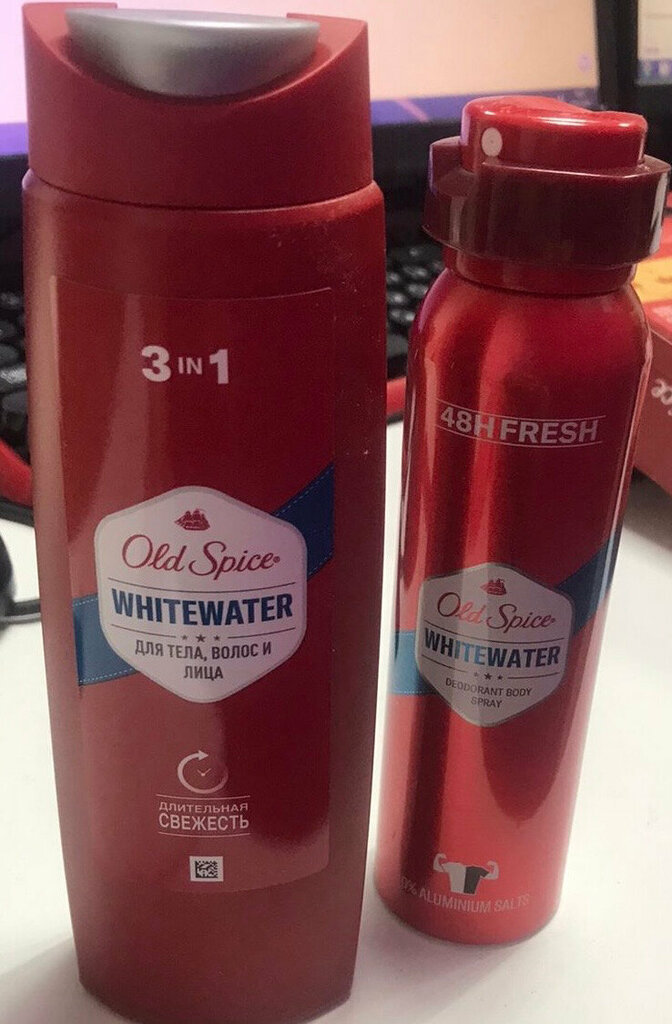 3 IN 1
Old Spice®
WHITEWATER
ДЛЯ ТЕЛА, ВОЛОС И
ЛИЦА
ДЛИТЕЛЬНАЯ
СВЕЖЕСТЬ
48H FRESH
Old Spice®
WHITEWATER
DEODORANT BODY
SPRAY
0% ALUMINIUM SALTS